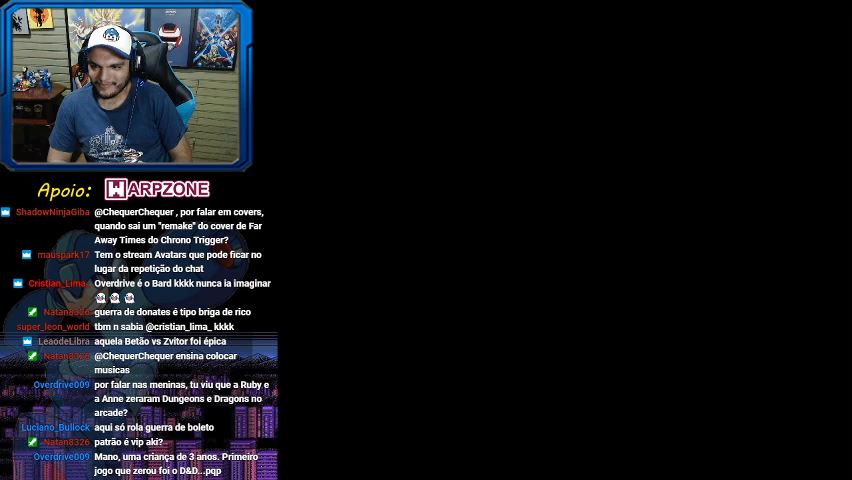 Apoio: WARPZONE
ShadowNinjaGiba @ChequerChequer , por falar em covers,
quando sai um "remake" do cover de Far
Away Times do Chrono Trigger?
mauspark17 Tem o stream Avatars que pode ficar no
lugar da repetição do chat
Cristian_Lima_ Overdrive é o Bard kkkk nunca ia imaginar
Natan8326 guerra de donates é tipo briga de rico
super_leon_world tbm n sabia @cristian_lima_ kkkk
LeaodeLibra aquela Betão vs Zvitor foi épica
Natan8326 @ChequerChequer ensina colocar
musicas
Overdrive009 por falar nas meninas, tu viu que a Ruby e
a Anne zeraram Dungeons e Dragons no
arcade?
Luciano_Bullock aqui só rola guerra de boleto
Natan8326 patrão é vip aki?
Overdrive009 Mano, uma criança de 3 anos. Primeiro
jogo que zerou foi o D&D...pqp